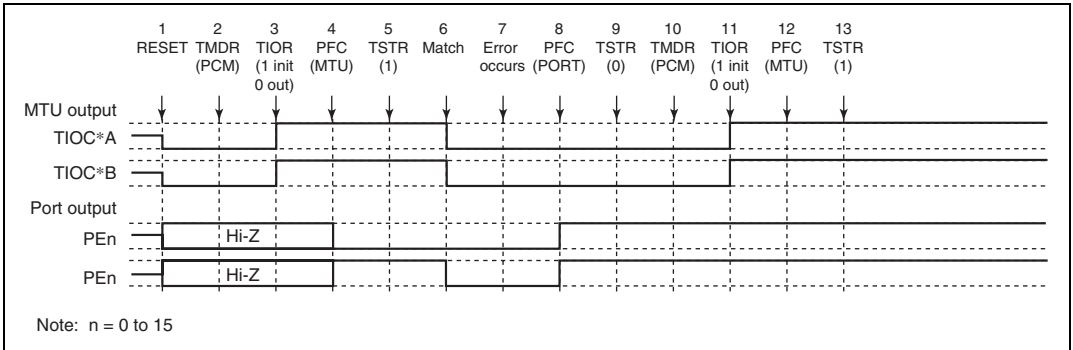 1 2 3 4 5 6 7 8 9 10 11 12 13
RESET TMDR TIOR PFC TSTR Match Error PFC TSTR TMDR TIOR PFC TSTR
(PCM) (1 init (MTU) (1) occurs (PORT) (0) (PCM) (1 init (MTU) (1)
0 out) 0 out)
MTU output
TIOC*A
TIOC*B
Port output
PEn Hi-Z
PEn Hi-Z
Note: n = 0 to 15